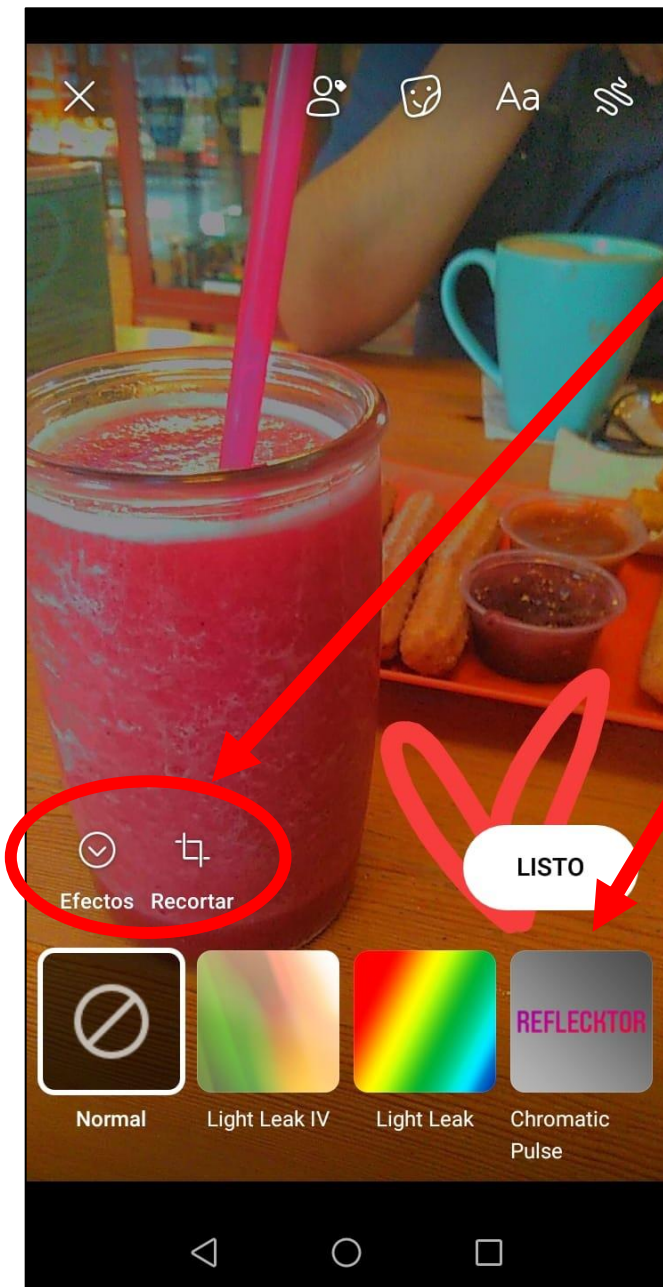 Aa
LISTO
Efectos Recortar
REFLECKTOR
Normal Light Leak IV Light Leak Chromatic
Pulse